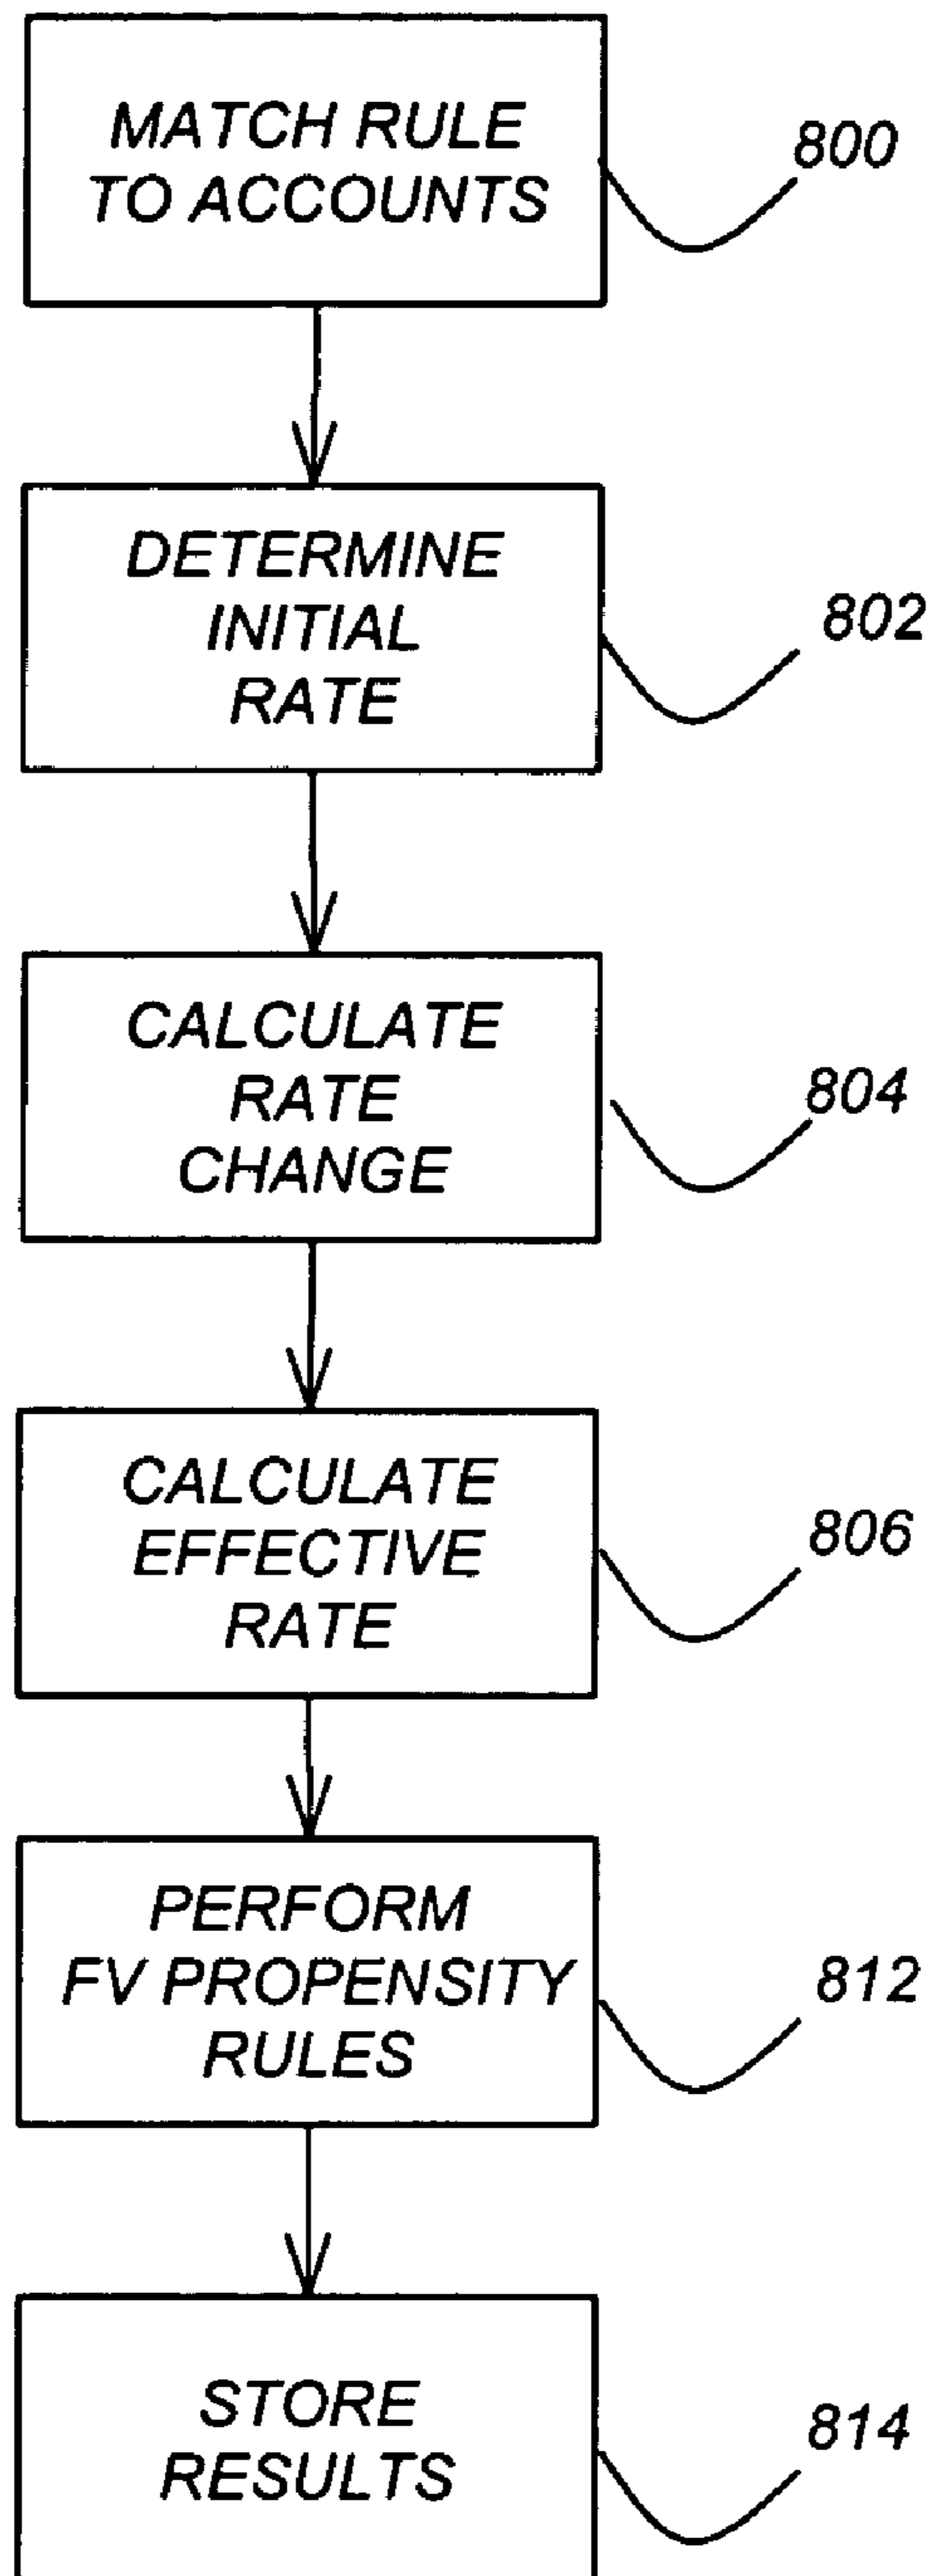 MATCH RULE
TO ACCOUNTS
800
DETERMINE
INITIAL
RATE
802
CALCULATE
RATE
CHANGE
804
CALCULATE
EFFECTIVE
RATE
806
PERFORM
FV PROPENSITY
RULES
812
STORE
RESULTS
814